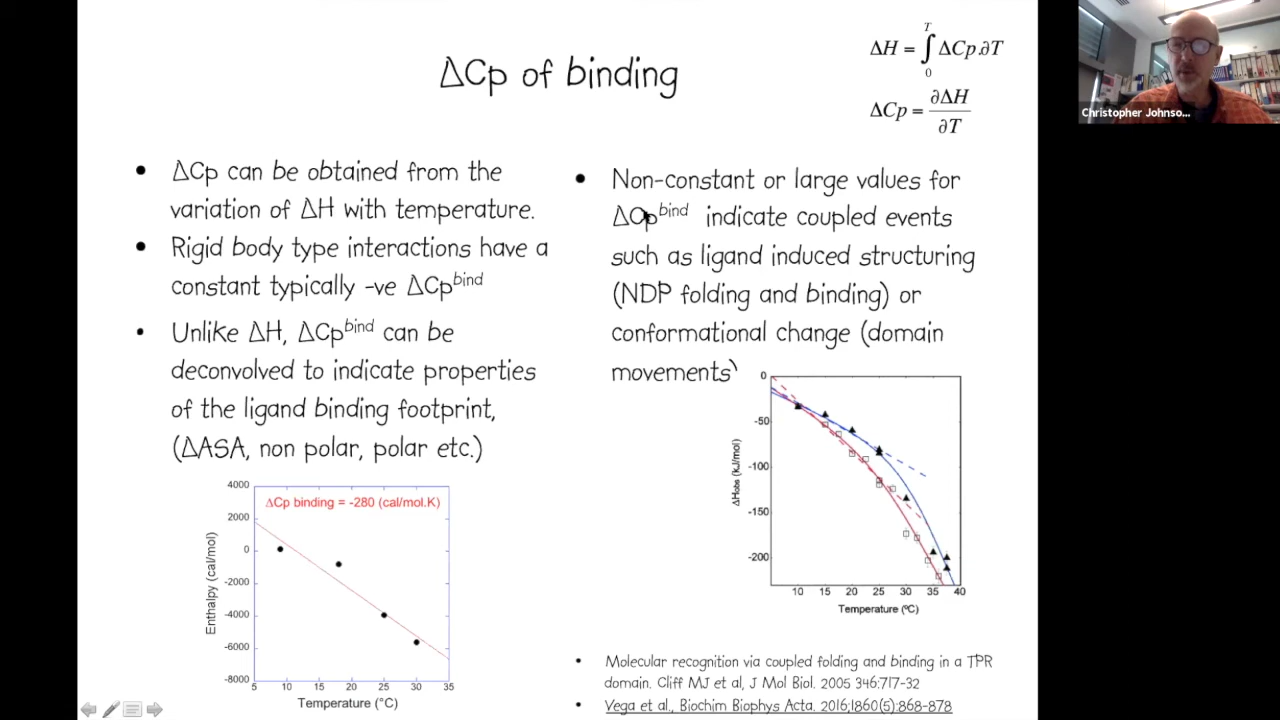 ΔCp of binding
ΔH = ∫₀ᵀ ΔCp.∂T
ΔCp = ∂ΔH / ∂T
Christopher Johnso...
• ΔCp can be obtained from the
variation of ΔH with temperature.
• Rigid body type interactions have a
constant typically -ve ΔCp^bind
• Unlike ΔH, ΔCp^bind can be
deconvolved to indicate properties
of the ligand binding footprint,
(ΔASA, non polar, polar etc.)
• Non-constant or large values for
ΔCp^bind indicate coupled events
such as ligand induced structuring
(NDP folding and binding) or
conformational change (domain
movements)
ΔCp binding = -280 (cal/mol.K)
Enthalpy (cal/mol)
4000
2000
0
-2000
-4000
-6000
-8000
5 10 15 20 25 30 35
Temperature (°C)
ΔHobs (kJ/mol)
0
-50
-100
-150
-200
10 15 20 25 30 35 40
Temperature (ºC)
• Molecular recognition via coupled folding and binding in a TPR
domain. Cliff MJ et al, J Mol Biol. 2005 346:717-32
• Vega et al., Biochim Biophys Acta. 2016;1860(5):868-878